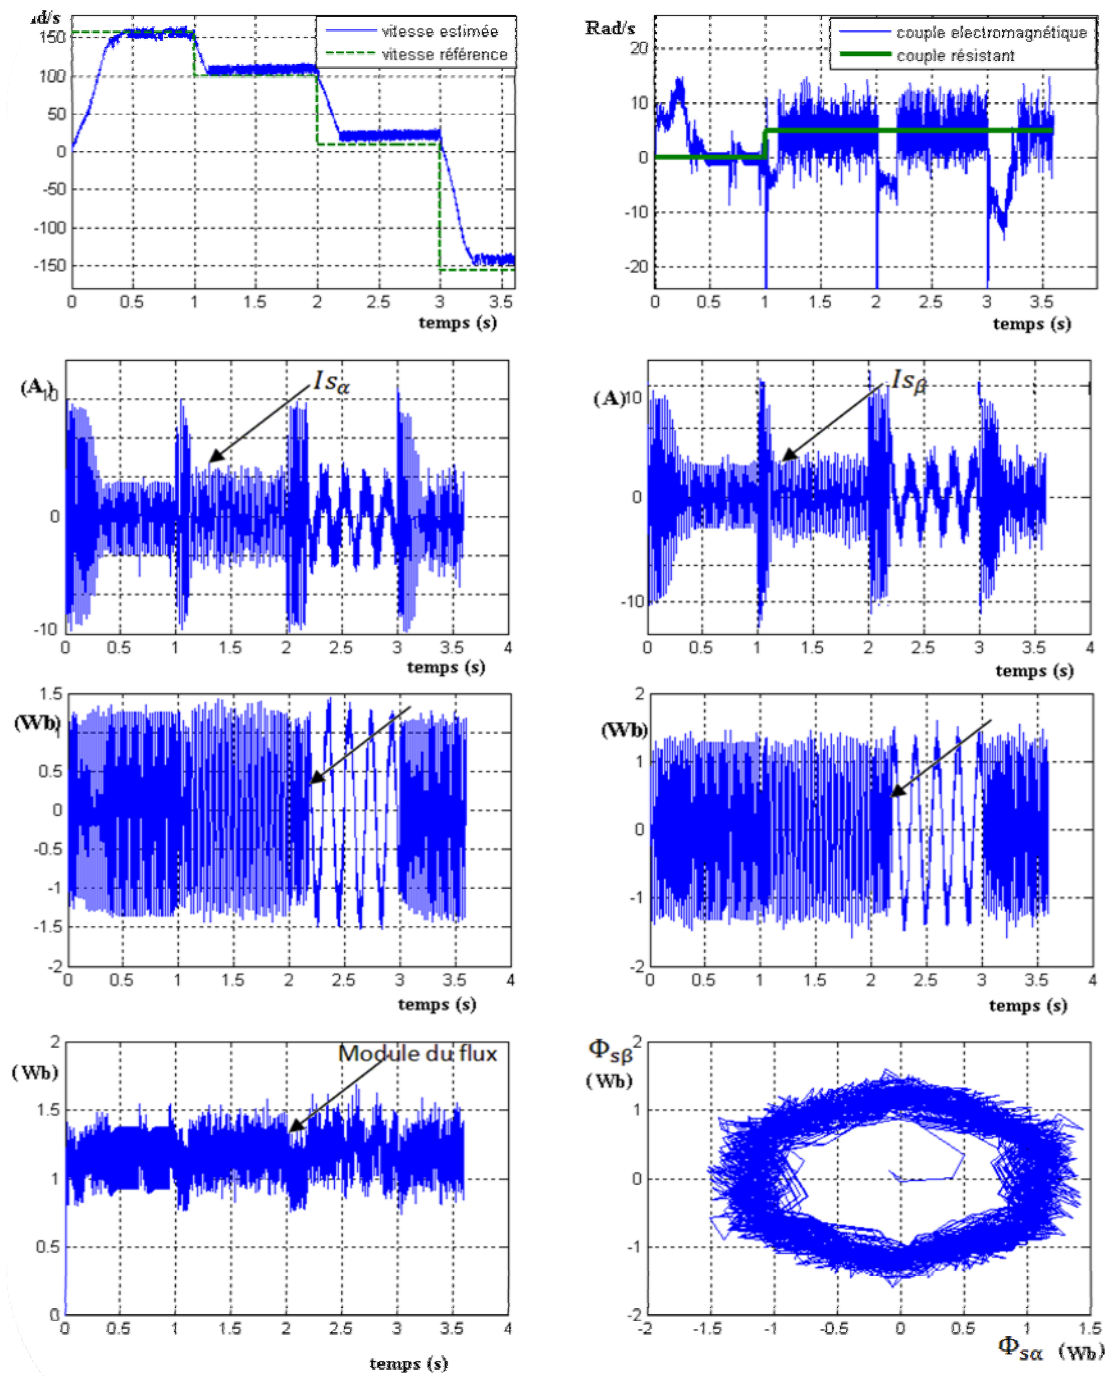 ıd/s
vitesse estimée
vitesse référence
150
100
50
0
-50
-100
-150
0 0.5 1 1.5 2 2.5 3 3.5
temps (s)
Rad/s
couple electromagnétique
couple résistant
20
10
0
-10
-20
0 0.5 1 1.5 2 2.5 3 3.5
temps (s)
(A)
10
0
-10
Isα
0 0.5 1 1.5 2 2.5 3 3.5 4
temps (s)
(A)
10
0
-10
Isβ
0 0.5 1 1.5 2 2.5 3 3.5 4
temps (s)
(Wb)
1.5
1
0.5
0
-0.5
-1
-1.5
-2
0 0.5 1 1.5 2 2.5 3 3.5 4
temps (s)
(Wb)
2
1
0
-1
-2
0 0.5 1 1.5 2 2.5 3 3.5 4
temps (s)
(Wb)
2
1.5
1
0.5
0
Module du flux
0 0.5 1 1.5 2 2.5 3 3.5 4
temps (s)
Φsβ
(Wb)
2
1
0
-1
-2
-2 -1.5 -1 -0.5 0 0.5 1 1.5
Φsα (Wb)